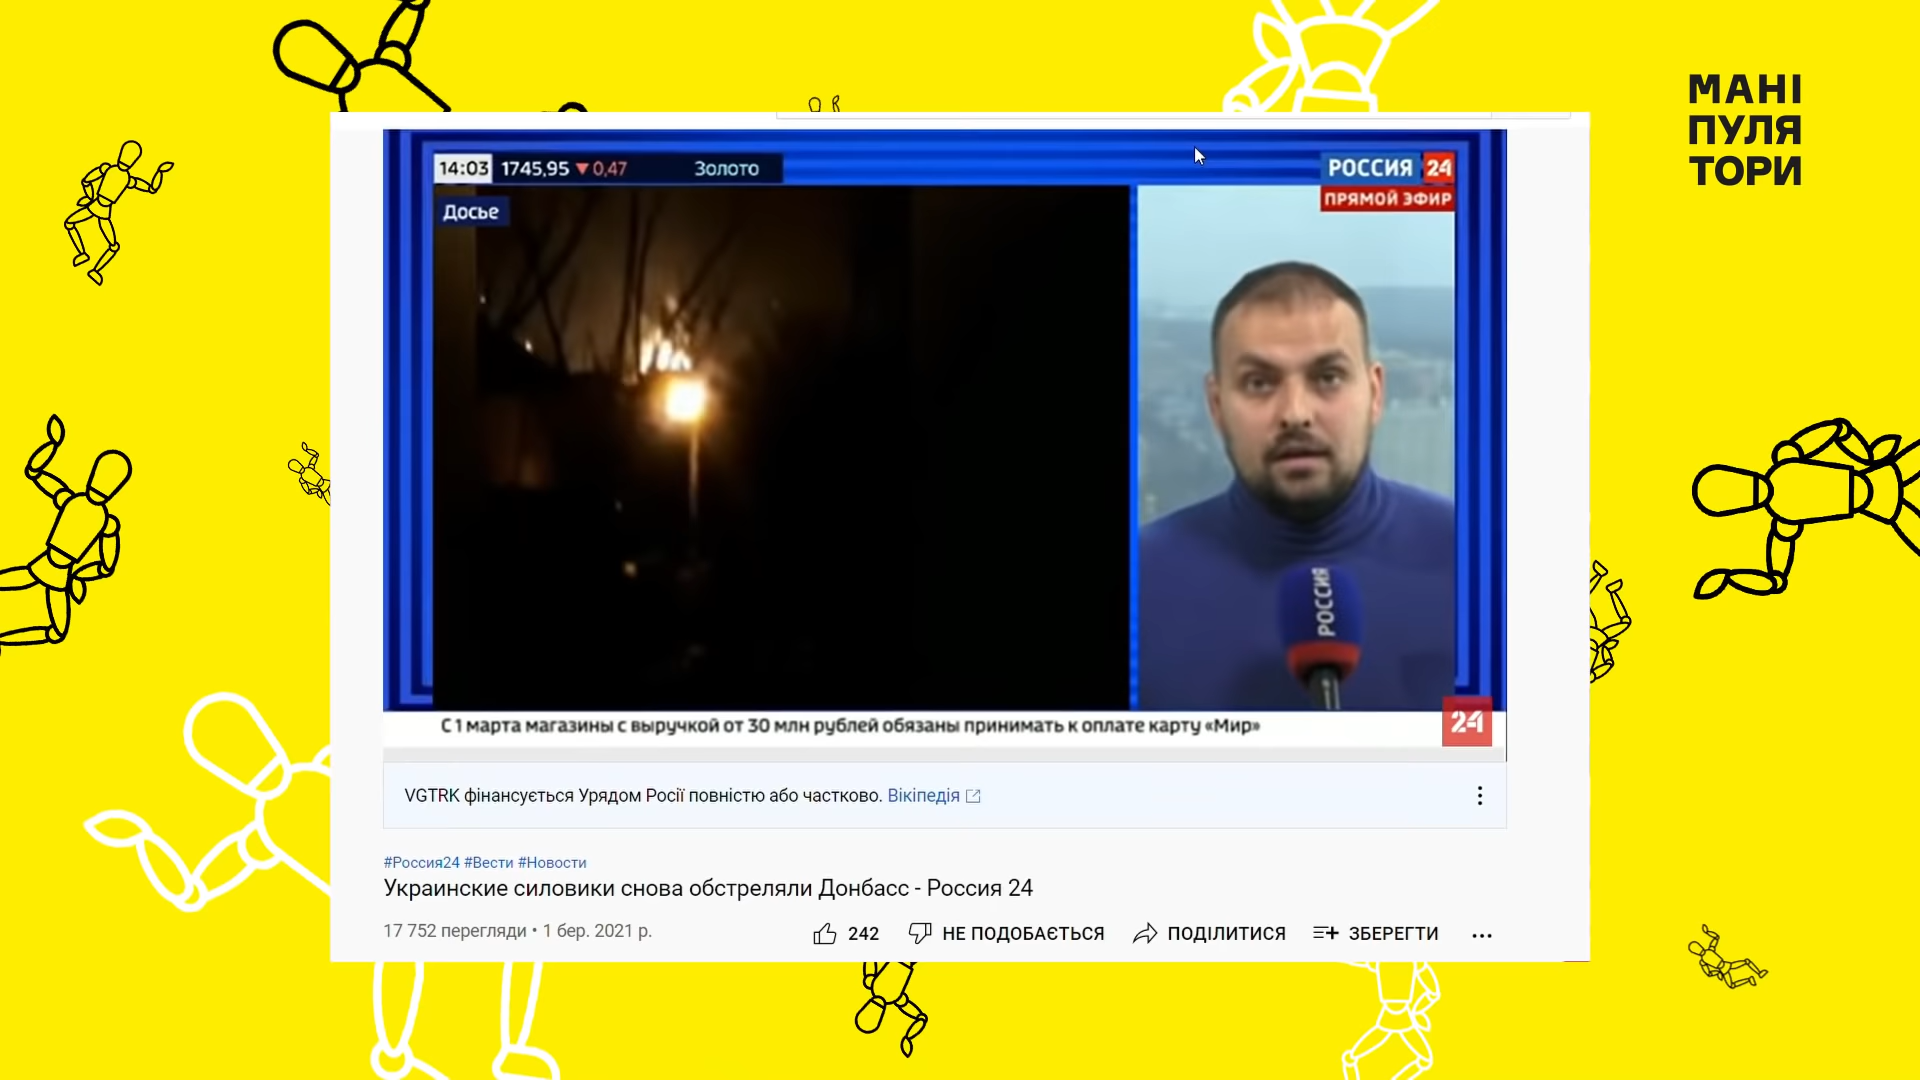 МАНІ
ПУЛЯ
ТОРИ
14:03 1745,95 ▼0,47 Золото
РОССИЯ 24
ПРЯМОЙ ЭФИР
Досье
РОССИЯ
С 1 марта магазины с выручкой от 30 млн рублей обязаны принимать к оплате карту «Мир»
24
VGTRK фінансується Урядом Росії повністю або частково. Вікіпедія
#Россия24 #Вести #Новости
Украинские силовики снова обстреляли Донбасс - Россия 24
17 752 перегляди • 1 бер. 2021 р.
242 НЕ ПОДОБАЄТЬСЯ ПОДІЛИТИСЯ ЗБЕРЕГТИ